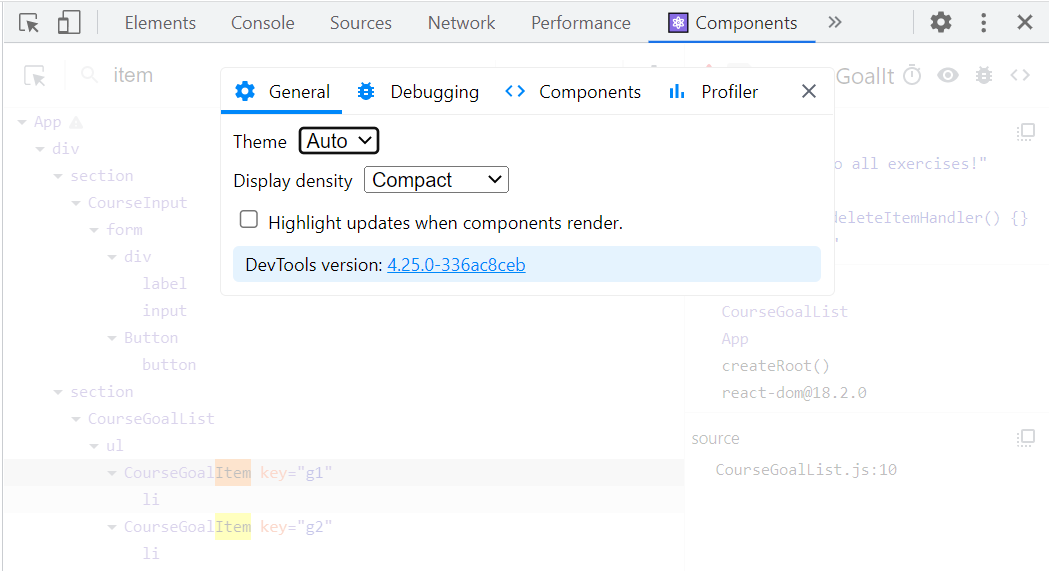 Elements Console Sources Network Performance Components
item
GoalIt
General Debugging Components Profiler
Theme Auto
Display density Compact
Highlight updates when components render.
DevTools version: 4.25.0-336ac8ceb
App
div
section
CourseInput
form
div
label
input
Button
button
section
CourseGoalList
ul
CourseGoalItem key="g1"
li
CourseGoalItem key="g2"
li
o all exercises!"
deleteItemHandler() {}
"
CourseGoalList
App
createRoot()
react-dom@18.2.0
source
CourseGoalList.js:10